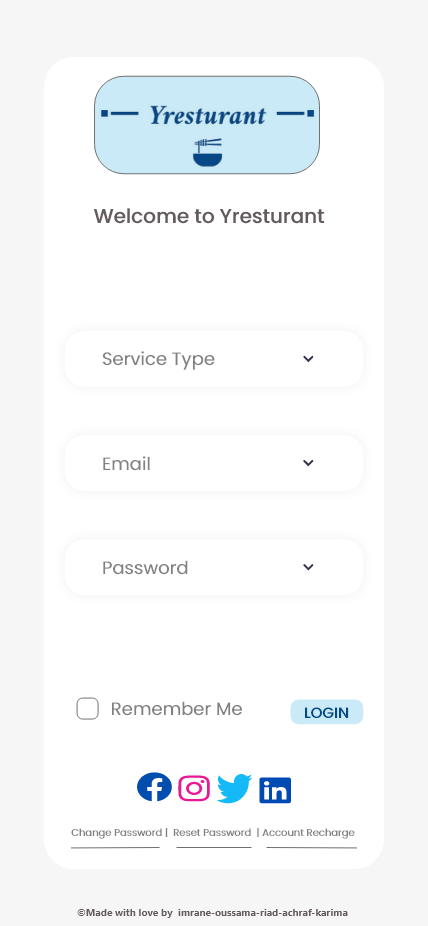 Yresturant
Welcome to Yresturant
Service Type
Email
Password
Remember Me
LOGIN
Change Password | Reset Password | Account Recharge
©Made with love by imrane-oussama-riad-achraf-karima